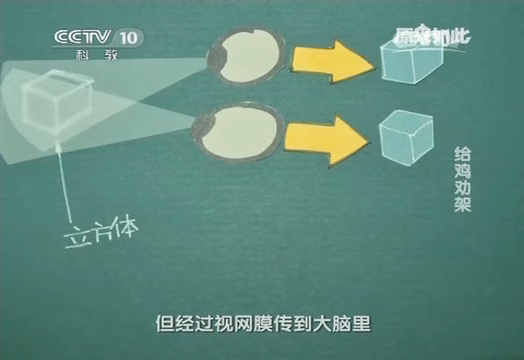 CCTV 10
科教
原来如此
给鸡劝架
立方体
但经过视网膜传到大脑里